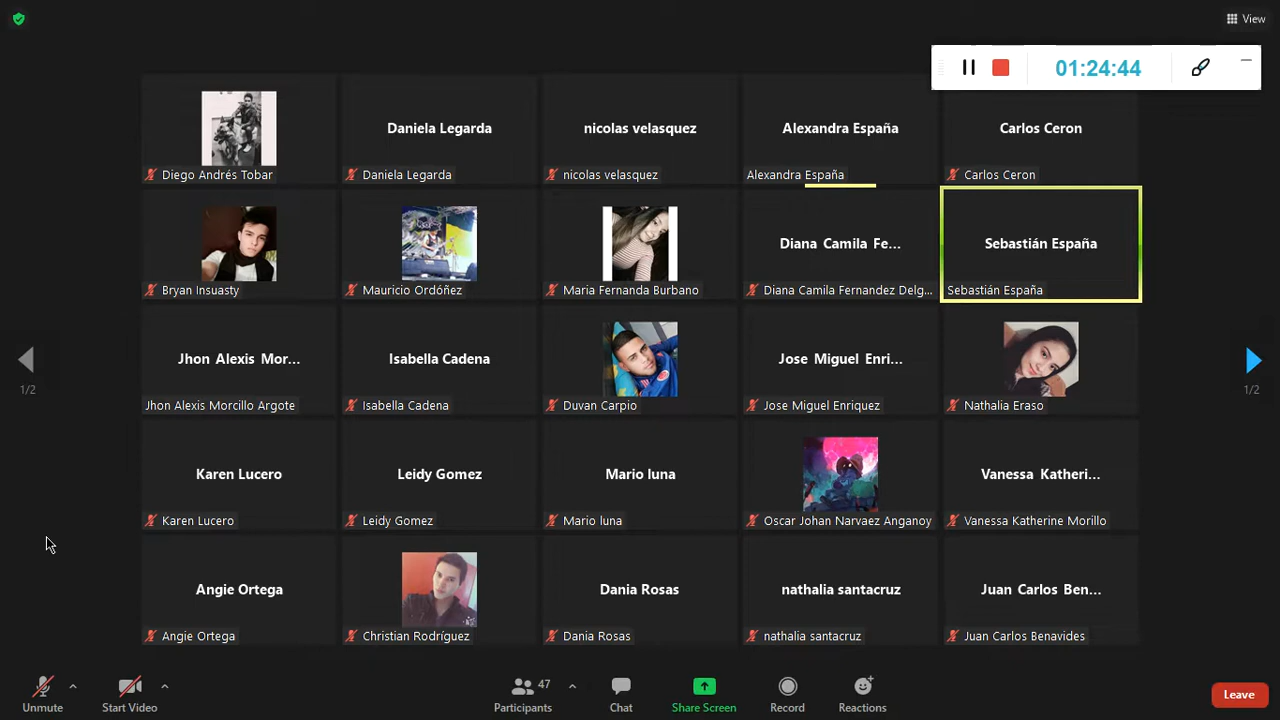 View
01:24:44
Diego Andrés Tobar
Daniela Legarda
Daniela Legarda
nicolas velasquez
nicolas velasquez
Alexandra España
Alexandra España
Carlos Ceron
Carlos Ceron
Bryan Insuasty
Mauricio Ordóñez
Maria Fernanda Burbano
Diana Camila Fe...
Diana Camila Fernandez Delg...
Sebastián España
Sebastián España
1/2
Jhon Alexis Mor...
Jhon Alexis Morcillo Argote
Isabella Cadena
Isabella Cadena
Duvan Carpio
Jose Miguel Enri...
Jose Miguel Enriquez
Nathalia Eraso
1/2
Karen Lucero
Karen Lucero
Leidy Gomez
Leidy Gomez
Mario luna
Mario luna
Oscar Johan Narvaez Anganoy
Vanessa Katheri...
Vanessa Katherine Morillo
Angie Ortega
Angie Ortega
Christian Rodríguez
Dania Rosas
Dania Rosas
nathalia santacruz
nathalia santacruz
Juan Carlos Ben...
Juan Carlos Benavides
Unmute
Start Video
47
Participants
Chat
Share Screen
Record
Reactions
Leave